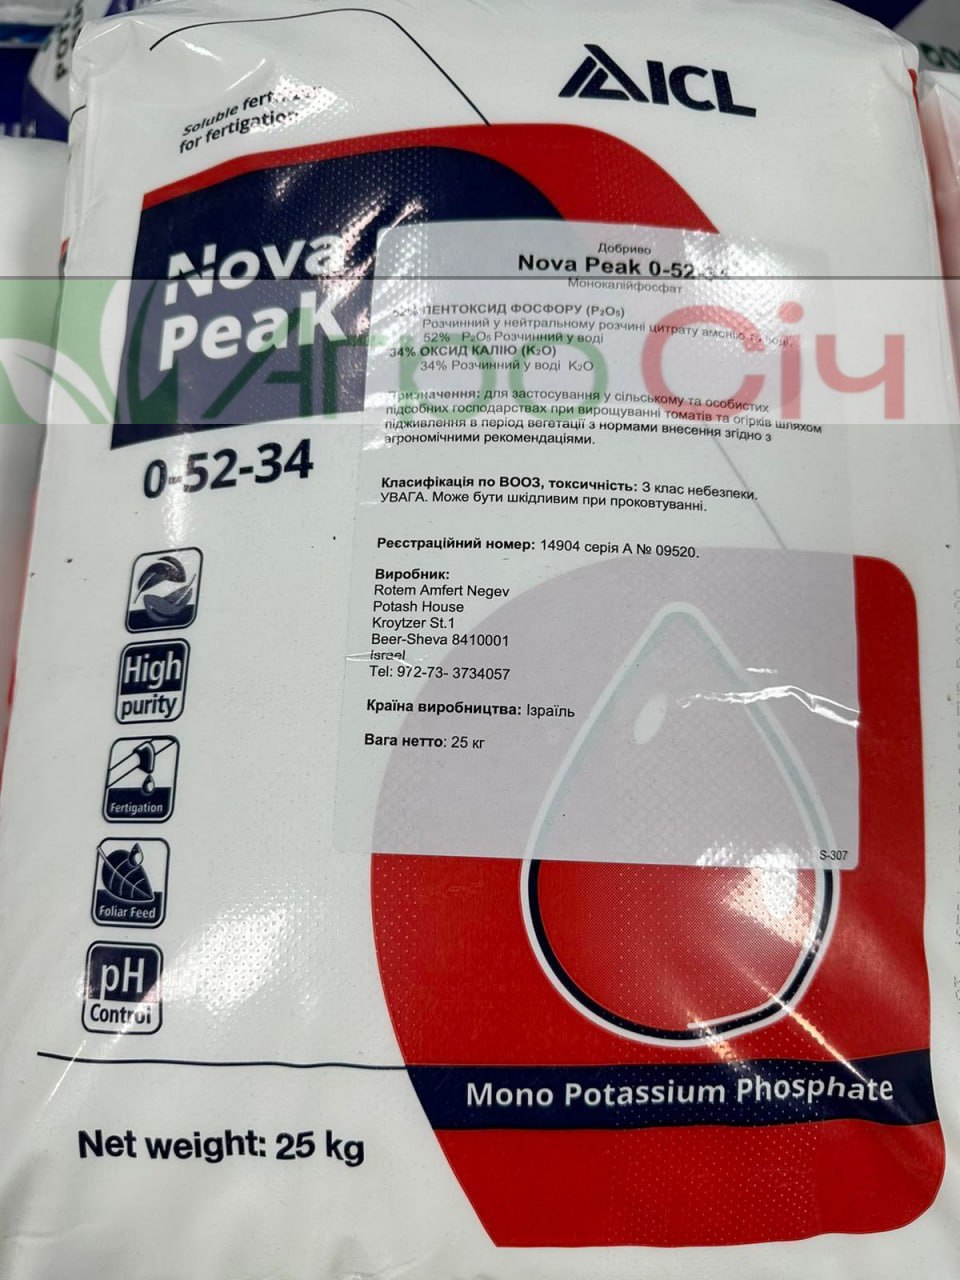 ICL
Soluble fertilizer
for fertigation
Nova
Peak
0-52-34
Добриво
Nova Peak 0-52-34
Монокалійфосфат
52% ПЕНТОКСИД ФОСФОРУ (P₂O₅)
Розчинний у нейтральному розчині цитрату амонію та воді.
52% P₂O₅ Розчинний у воді
34% ОКСИД КАЛІЮ (K₂O)
34% Розчинний у воді K₂O
Призначення: для застосування у сільському та особистих
підсобних господарствах при вирощуванні томатів та огірків шляхом
підживлення в період вегетації з нормами внесення згідно з
агрономічними рекомендаціями.
Класифікація по ВООЗ, токсичність: 3 клас небезпеки.
УВАГА. Може бути шкідливим при проковтуванні.
Реєстраційний номер: 14904 серія А № 09520.
Виробник:
Rotem Amfert Negev
Potash House
Kroytzer St.1
Beer-Sheva 8410001
Israel
Tel: 972-73- 3734057
Країна виробництва: Ізраїль
Вага нетто: 25 кг
S-307
АгроСіч
High
purity
Fertigation
Foliar Feed
pH
Control
Mono Potassium Phosphate
Net weight: 25 kg